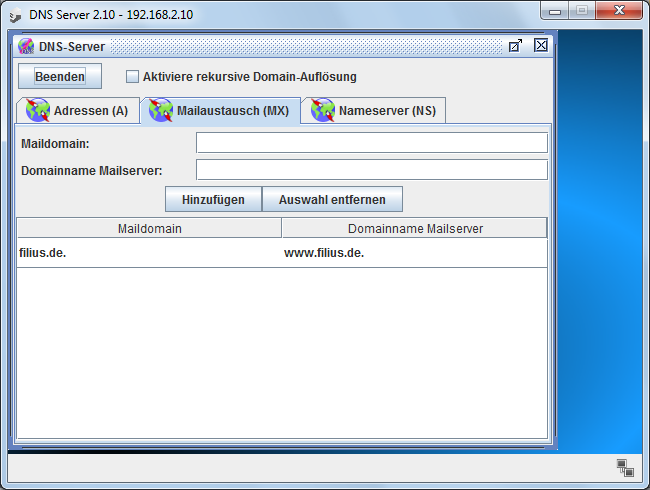 DNS Server 2.10 - 192.168.2.10
DNS-Server
Beenden Aktiviere rekursive Domain-Auflösung
Adressen (A) Mailaustausch (MX) Nameserver (NS)
Maildomain:
Domainname Mailserver:
Hinzufügen Auswahl entfernen
Maildomain Domainname Mailserver
filius.de. www.filius.de.